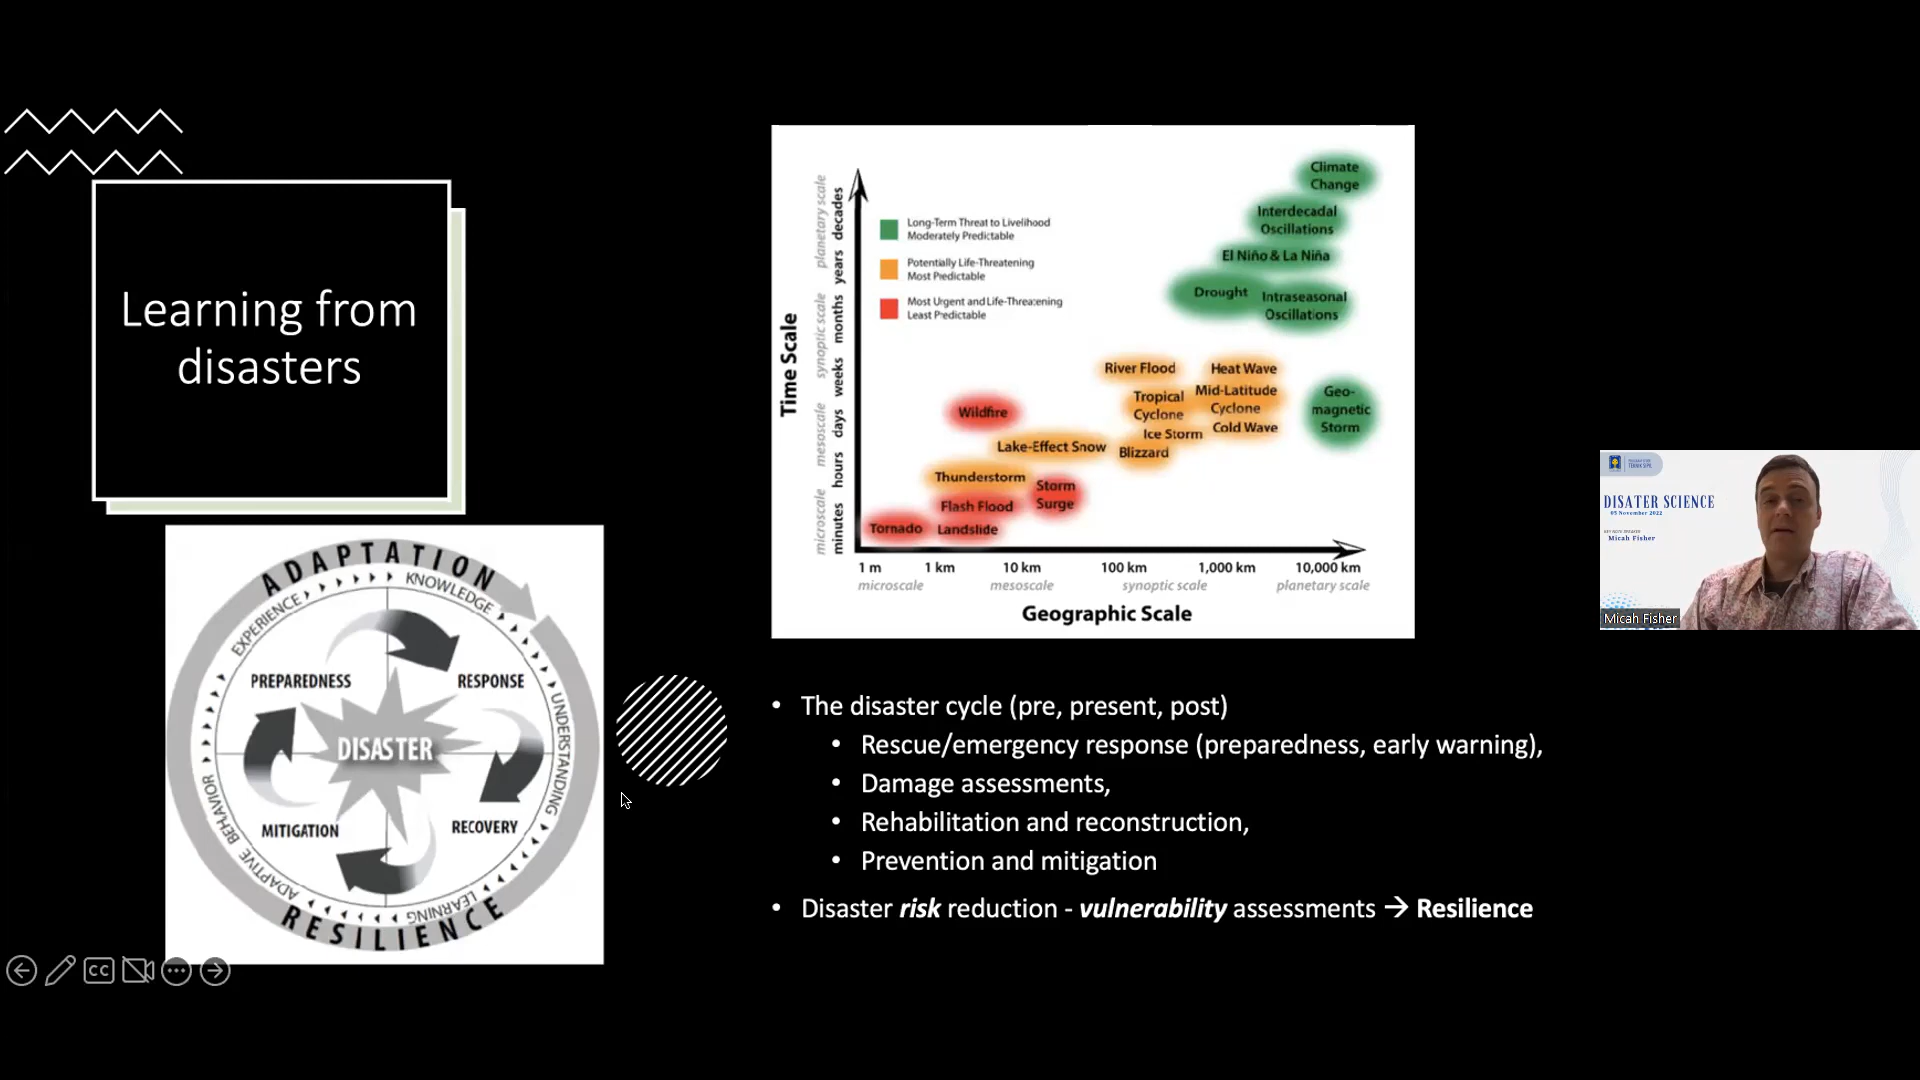 Learning from
disasters
Time Scale
planetary scale
synoptic scale
mesoscale
microscale
decades
years
months
weeks
days
hours
minutes
Long-Term Threat to Livelihood
Moderately Predictable
Potentially Life-Threatening
Most Predictable
Most Urgent and Life-Threatening
Least Predictable
Climate
Change
Interdecadal
Oscillations
El Niño & La Niña
Drought
Intraseasonal
Oscillations
River Flood
Heat Wave
Tropical
Cyclone
Mid-Latitude
Cyclone
Geo-
magnetic
Storm
Wildfire
Ice Storm
Cold Wave
Lake-Effect Snow
Blizzard
Thunderstorm
Storm
Surge
Flash Flood
Tornado
Landslide
1 m
1 km
10 km
100 km
1,000 km
10,000 km
microscale
mesoscale
synoptic scale
planetary scale
Geographic Scale
ADAPTATION
EXPERIENCE
KNOWLEDGE
UNDERSTANDING
LEARNING
ADAPTIVE BEHAVIOR
RESILIENCE
PREPAREDNESS
RESPONSE
DISASTER
MITIGATION
RECOVERY
• The disaster cycle (pre, present, post)
• Rescue/emergency response (preparedness, early warning),
• Damage assessments,
• Rehabilitation and reconstruction,
• Prevention and mitigation
• Disaster risk reduction - vulnerability assessments → Resilience
CC
TEKNIK SIPIL
DISATER SCIENCE
05 November 2022
Micah Fisher
Micah Fisher